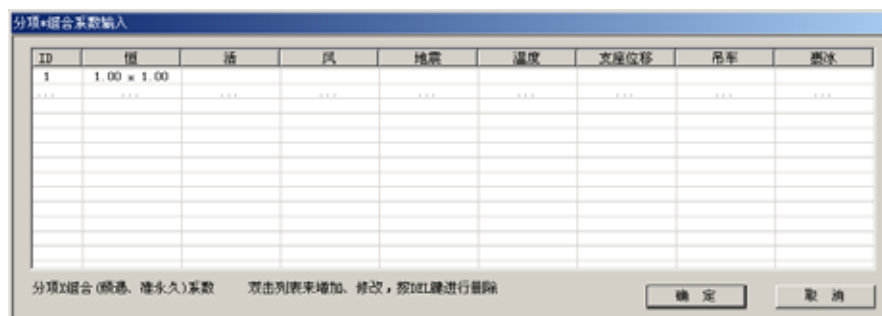 分项*组合系数输入
ID 恒 活 风 地震 温度 支座位移 吊车 裹冰
1 1.00 × 1.00
... ... ... ... ... ... ... ... ...
分项X组合(频遇、准永久)系数 双击列表来增加、修改，按DEL键进行删除
确 定 取 消